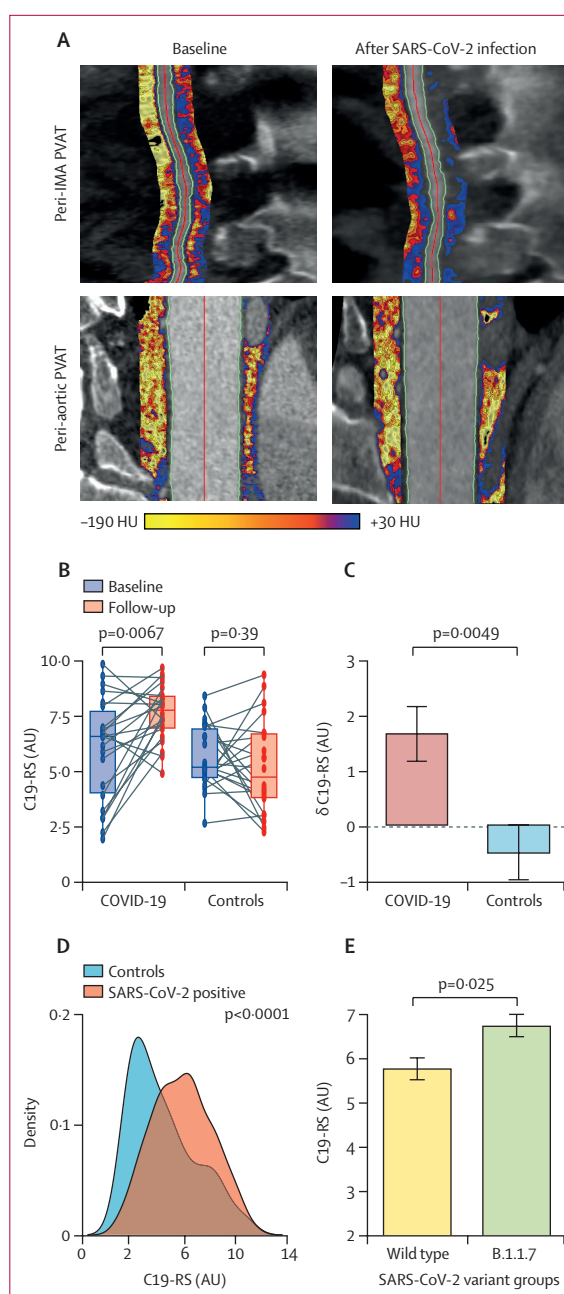 A
Baseline
After SARS-CoV-2 infection
Peri-IMA PVAT
Peri-aortic PVAT
–190 HU
+30 HU
B
Baseline
Follow-up
p=0·0067
p=0·39
C19-RS (AU)
10·0
7·5
5·0
2·5
0
COVID-19
Controls
C
p=0·0049
δ C19-RS (AU)
3
2
1
0
–1
COVID-19
Controls
D
Controls
SARS-CoV-2 positive
p<0·0001
Density
0·2
0·1
0
0
2
6
10
14
C19-RS (AU)
E
p=0·025
C19-RS (AU)
7
6
5
4
3
2
Wild type
B.1.1.7
SARS-CoV-2 variant groups